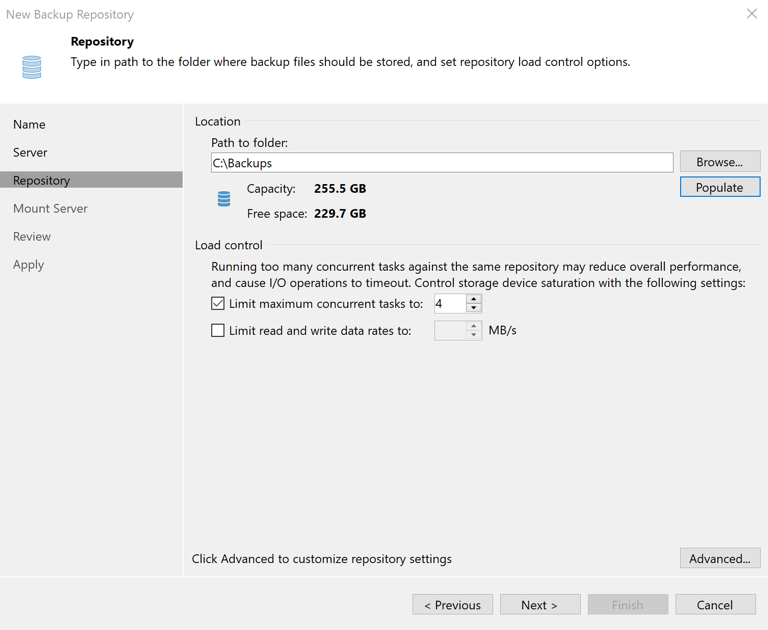 New Backup Repository
Repository
Type in path to the folder where backup files should be stored, and set repository load control options.
Name
Server
Repository
Mount Server
Review
Apply
Location
Path to folder:
C:\Backups
Browse...
Populate
Capacity: 255.5 GB
Free space: 229.7 GB
Load control
Running too many concurrent tasks against the same repository may reduce overall performance,
and cause I/O operations to timeout. Control storage device saturation with the following settings:
Limit maximum concurrent tasks to: 4
Limit read and write data rates to: MB/s
Click Advanced to customize repository settings
Advanced...
< Previous
Next >
Finish
Cancel